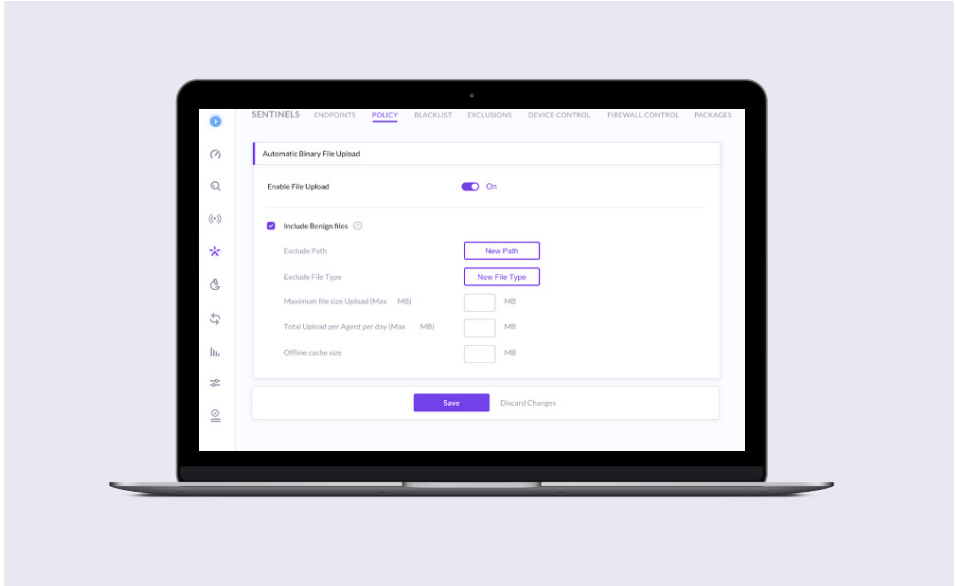 SENTINELS ENDPOINTS POLICY BLACKLIST EXCLUSIONS DEVICE CONTROL FIREWALL CONTROL PACKAGES
Automatic Binary File Upload
Enable File Upload On
Include Benign files ?
Exclude Path New Path
Exclude File Type New File Type
Maximum file size Upload (Max MB) MB
Total Upload per Agent per day (Max MB) MB
Offline cache size MB
Save Discard Changes